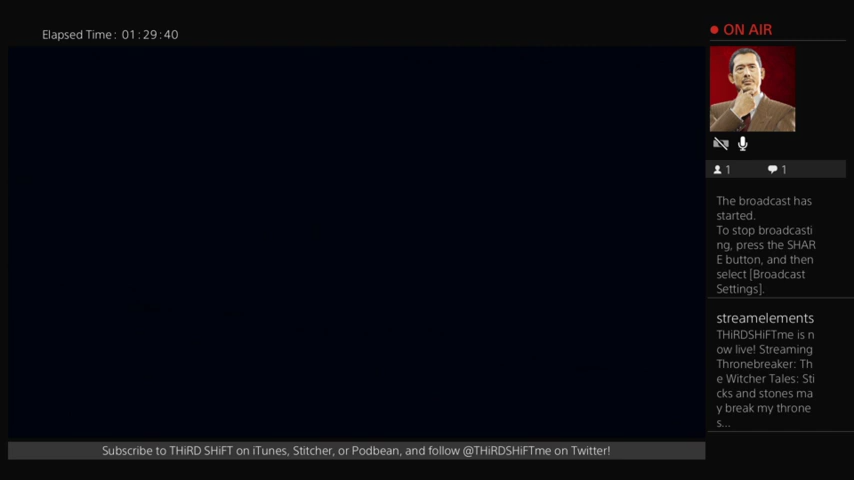 Elapsed Time: 01:29:40
ON AIR
1 1
The broadcast has
started.
To stop broadcasti
ng, press the SHAR
E button, and then
select [Broadcast
Settings].
streamelements
THiRDSHiFTme is n
ow live! Streaming
Thronebreaker: Th
e Witcher Tales: Sti
cks and stones ma
y break my throne
s...
Subscribe to THiRD SHiFT on iTunes, Stitcher, or Podbean, and follow @THiRDSHiFTme on Twitter!